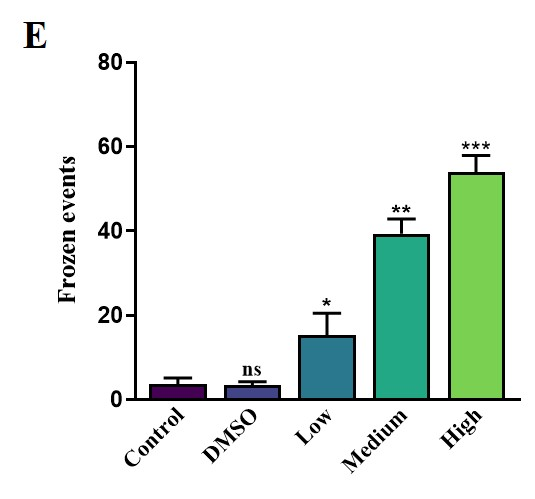 E
80
60
40
20
0
Frozen events
ns
*
**
***
Control
DMSO
Low
Medium
High